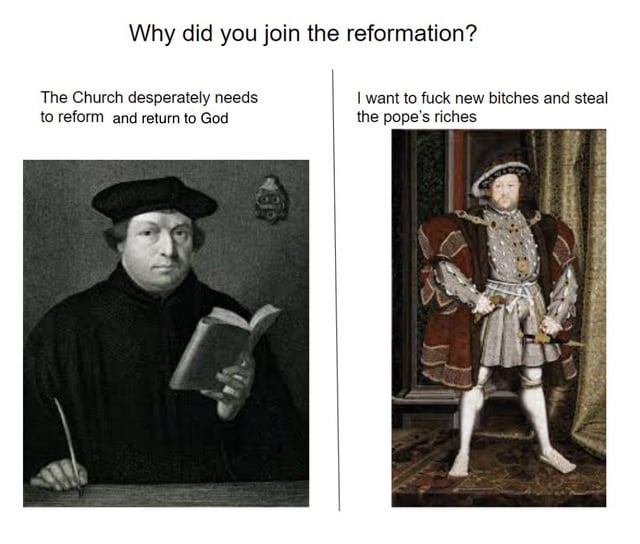 Why did you join the reformation?
The Church desperately needs
to reform and return to God
I want to fuck new bitches and steal
the pope's riches